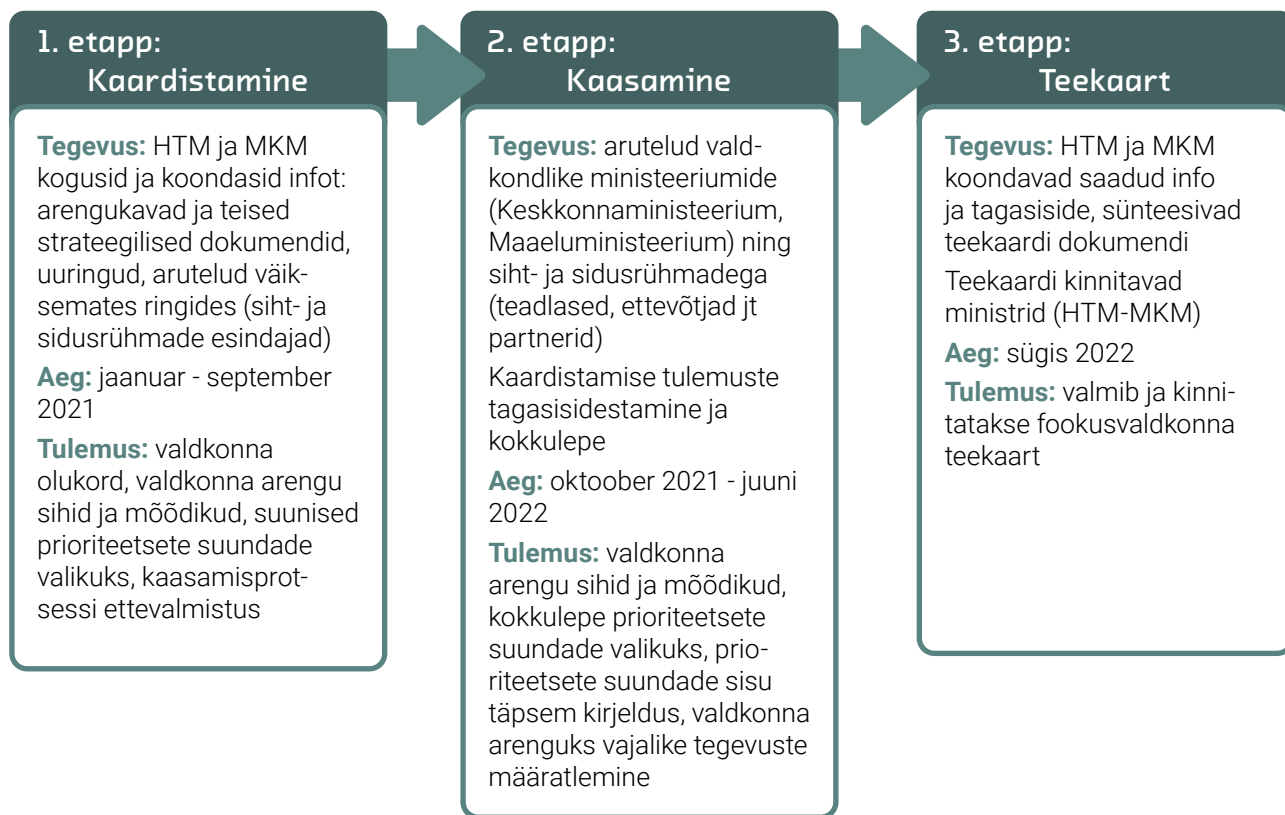 1. etapp:
Kaardistamine
Tegevus: HTM ja MKM
kogusid ja koondasid infot:
arengukavad ja teised
strateegilised dokumendid,
uuringud, arutelud väik-
semates ringides (siht- ja
sidusrühmade esindajad)
Aeg: jaanuar - september
2021
Tulemus: valdkonna
olukord, valdkonna arengu
sihid ja mõõdikud, suunised
prioriteetsete suundade
valikuks, kaasamisprot-
sessi ettevalmistus
2. etapp:
Kaasamine
Tegevus: arutelud vald-
kondlike ministeeriumide
(Keskkonnaministeerium,
Maaeluministeerium) ning
siht- ja sidusrühmadega
(teadlased, ettevõtjad jt
partnerid)
Kaardistamise tulemuste
tagasisidestamine ja
kokkulepe
Aeg: oktoober 2021 - juuni
2022
Tulemus: valdkonna
arengu sihid ja mõõdikud,
kokkulepe prioriteetsete
suundade valikuks, prio-
riteetsete suundade sisu
täpsem kirjeldus, valdkonna
arenguks vajalike tegevuste
määratlemine
3. etapp:
Teekaart
Tegevus: HTM ja MKM
koondavad saadud info
ja tagasiside, sünteesivad
teekaardi dokumendi
Teekaardi kinnitavad
ministrid (HTM-MKM)
Aeg: sügis 2022
Tulemus: valmib ja kinni-
tatakse fookusvaldkonna
teekaart